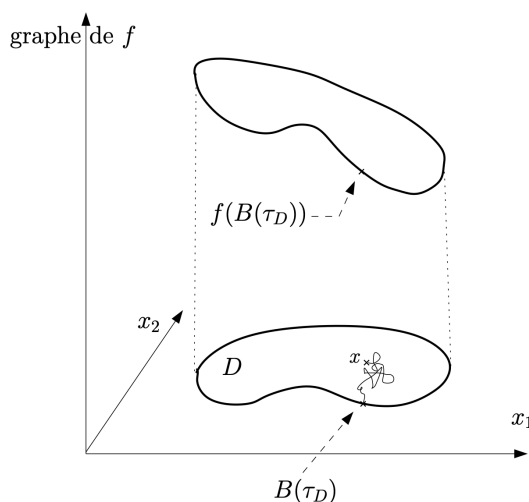 graphe de f
f(B(τ_D))
x_2
D
x
x_1
B(τ_D)